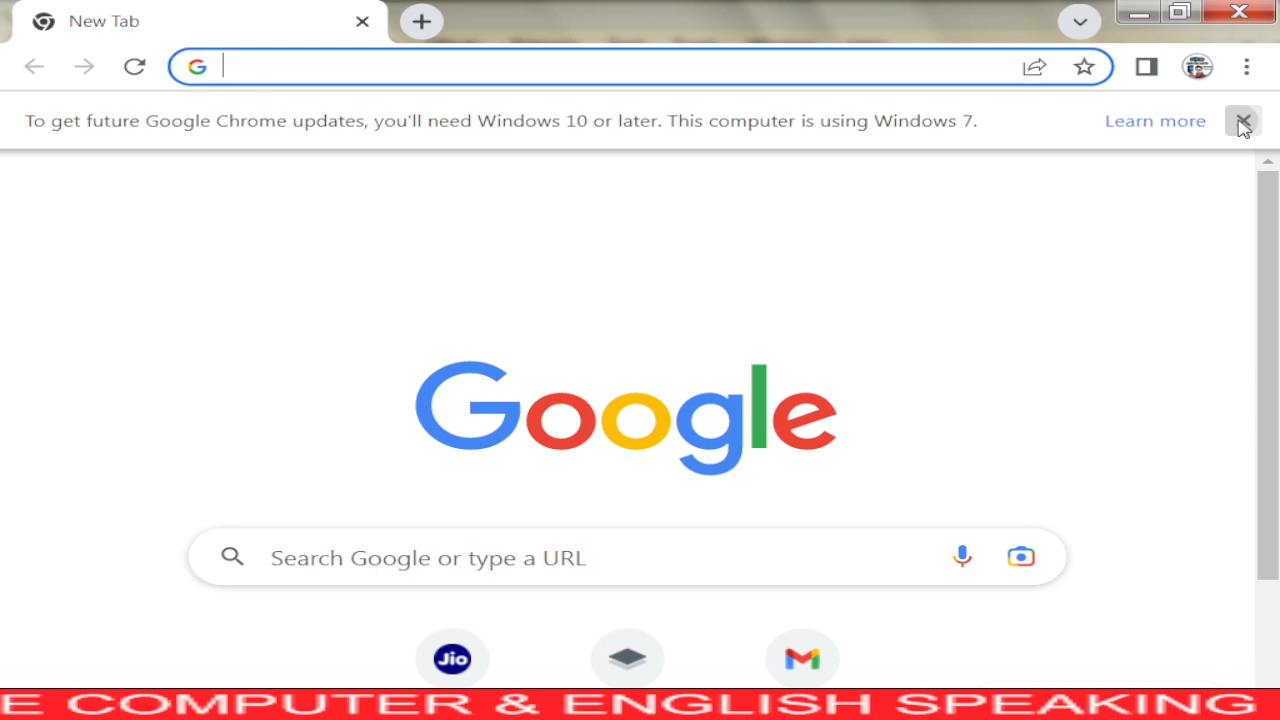 New Tab
To get future Google Chrome updates, you'll need Windows 10 or later. This computer is using Windows 7. Learn more
Google
Search Google or type a URL
Jio
E COMPUTER & ENGLISH SPEAKING